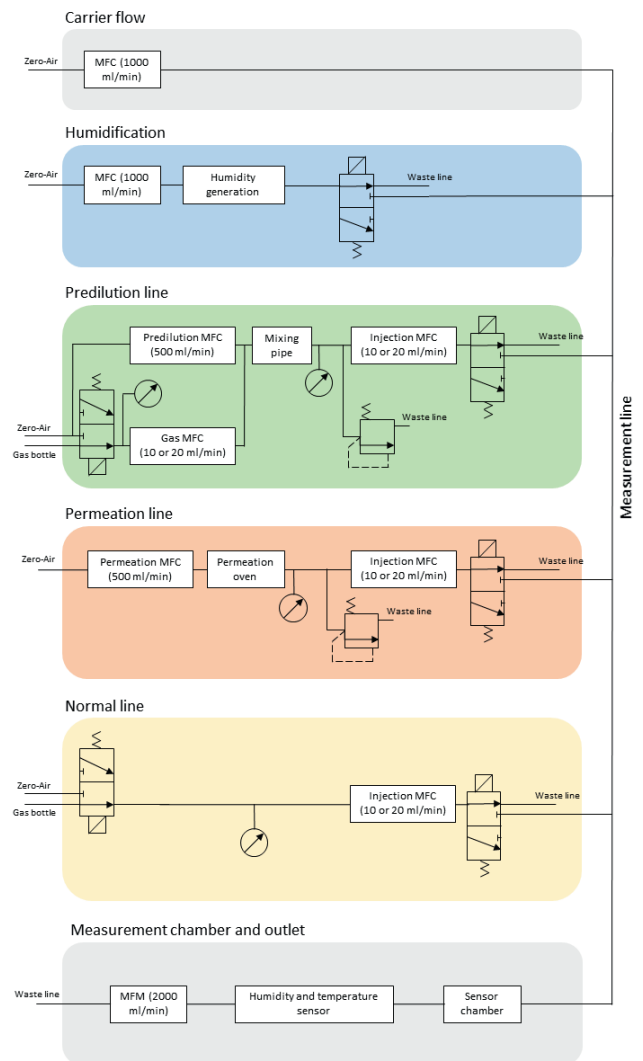 Carrier flow
Zero-Air
MFC (1000
ml/min)
Humidification
Zero-Air
MFC (1000
ml/min)
Humidity
generation
Waste line
Predilution line
Predilution MFC
(500 ml/min)
Mixing
pipe
Injection MFC
(10 or 20 ml/min)
Waste line
Waste line
Zero-Air
Gas bottle
Gas MFC
(10 or 20 ml/min)
Measurement line
Permeation line
Zero-Air
Permeation MFC
(500 ml/min)
Permeation
oven
Injection MFC
(10 or 20 ml/min)
Waste line
Waste line
Normal line
Zero-Air
Gas bottle
Injection MFC
(10 or 20 ml/min)
Waste line
Measurement chamber and outlet
Waste line
MFM (2000
ml/min)
Humidity and temperature
sensor
Sensor
chamber